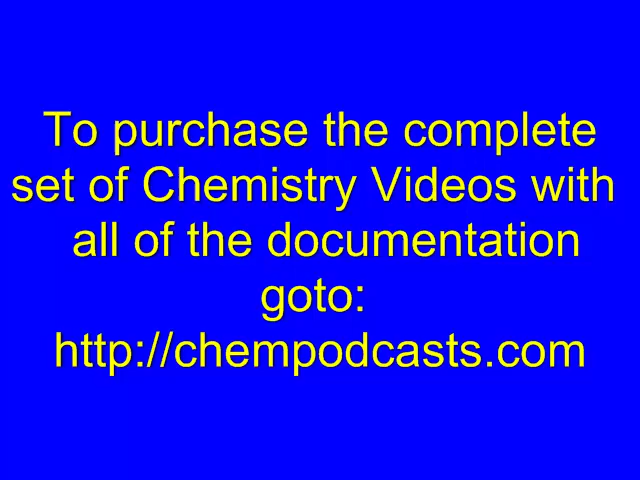 To purchase the complete
set of Chemistry Videos with
all of the documentation
goto:
http://chempodcasts.com